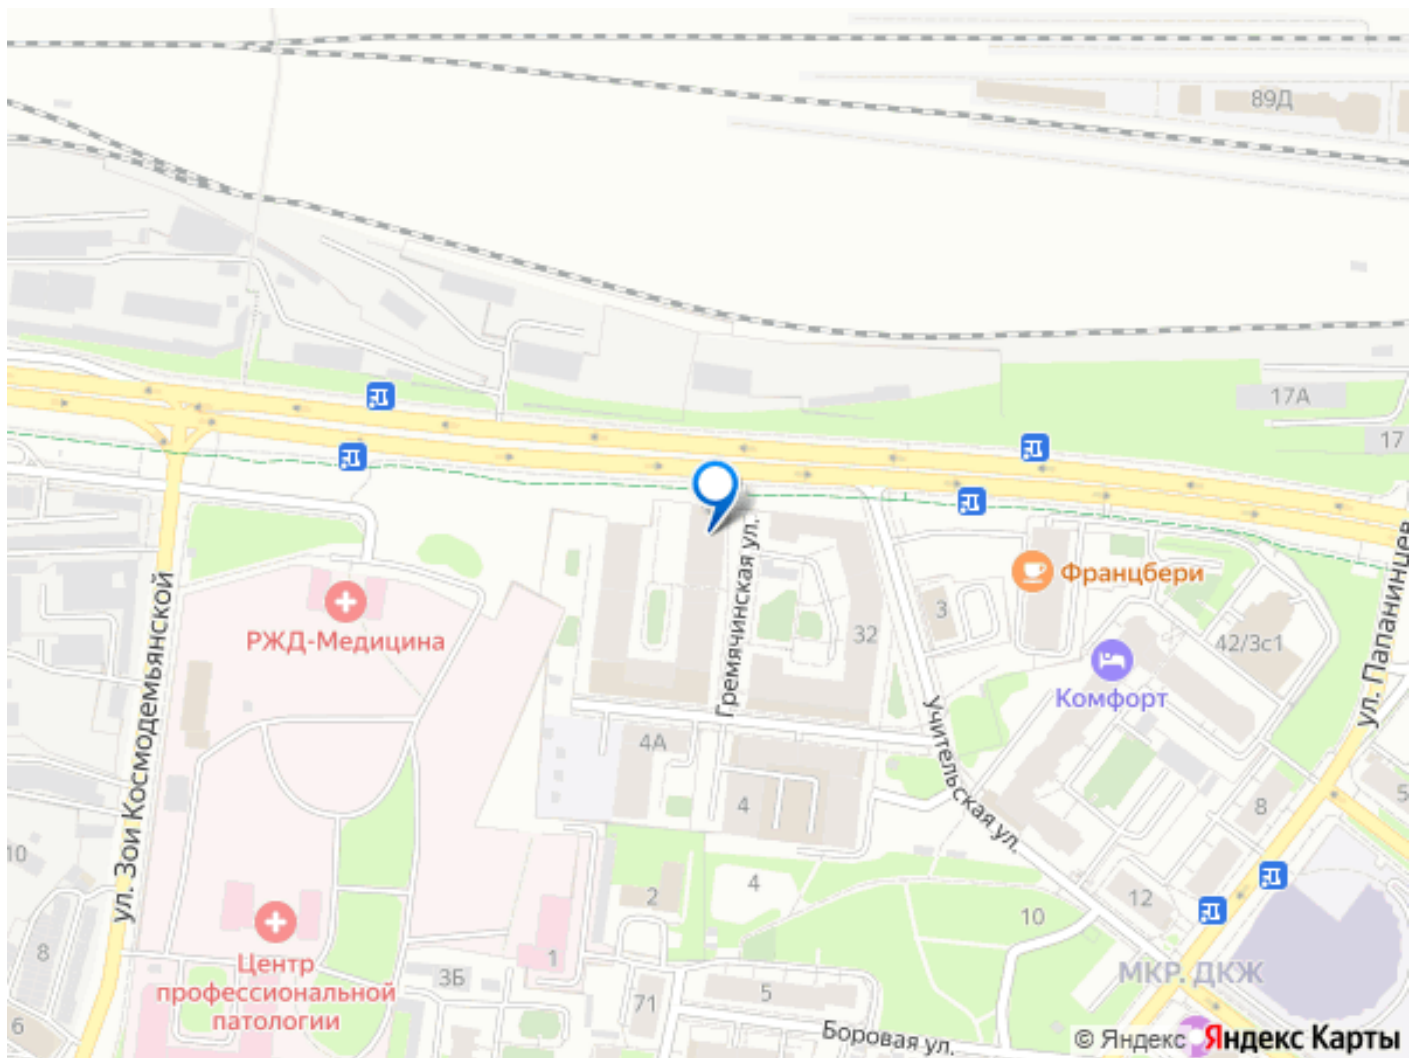 89Д
17А
17
ул. Зои Космодемьянской
РЖД-Медицина
Гремячинская ул.
32
3
Францбери
42/3с1
Комфорт
ул. Папанинцев
Учительская ул.
4А
4
8
5
10
2
4
12
10
8
Центр
профессиональной
патологии
3Б
1
71
5
МКР. ДКЖ
6
Боровая ул.
© Яндекс Яндекс Карты